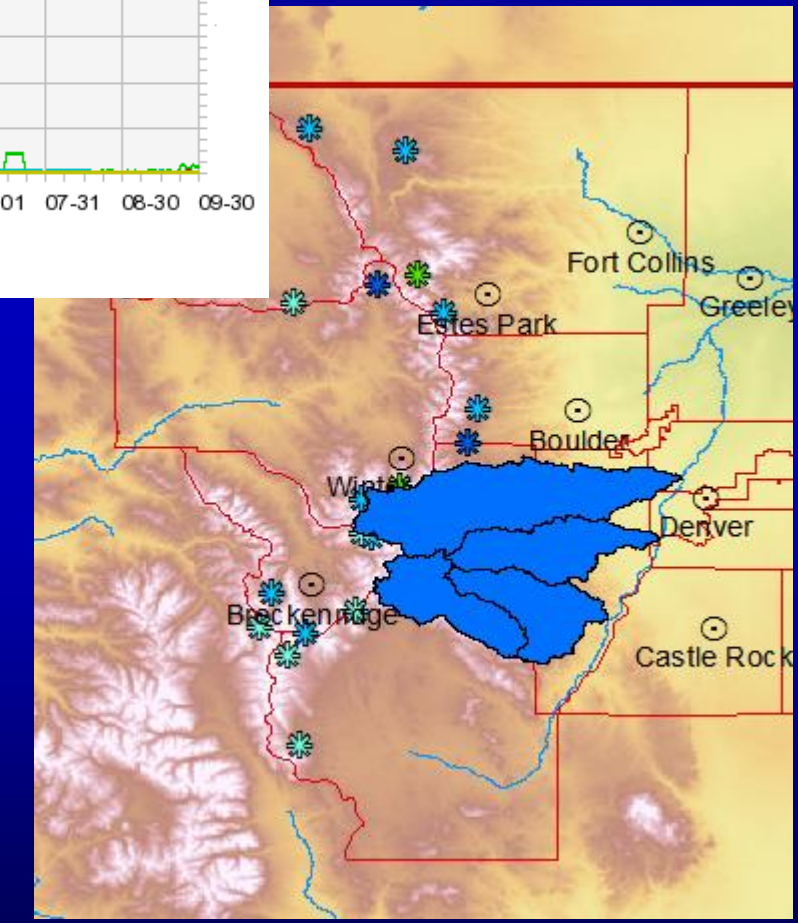 01 07-31 08-30 09-30
Fort Collins
Greeley
Estes Park
Boulder
Denver
Breckenridge
Castle Rock